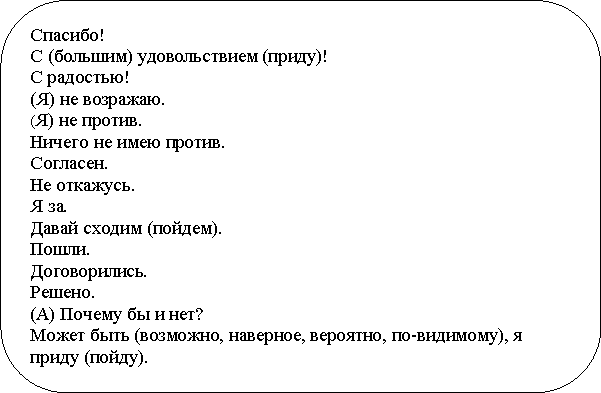 Спасибо!
С (большим) удовольствием (приду)!
С радостью!
(Я) не возражаю.
(Я) не против.
Ничего не имею против.
Согласен.
Не откажусь.
Я за.
Давай сходим (пойдем).
Пошли.
Договорились.
Решено.
(А) Почему бы и нет?
Может быть (возможно, наверное, вероятно, по-видимому), я
приду (пойду).